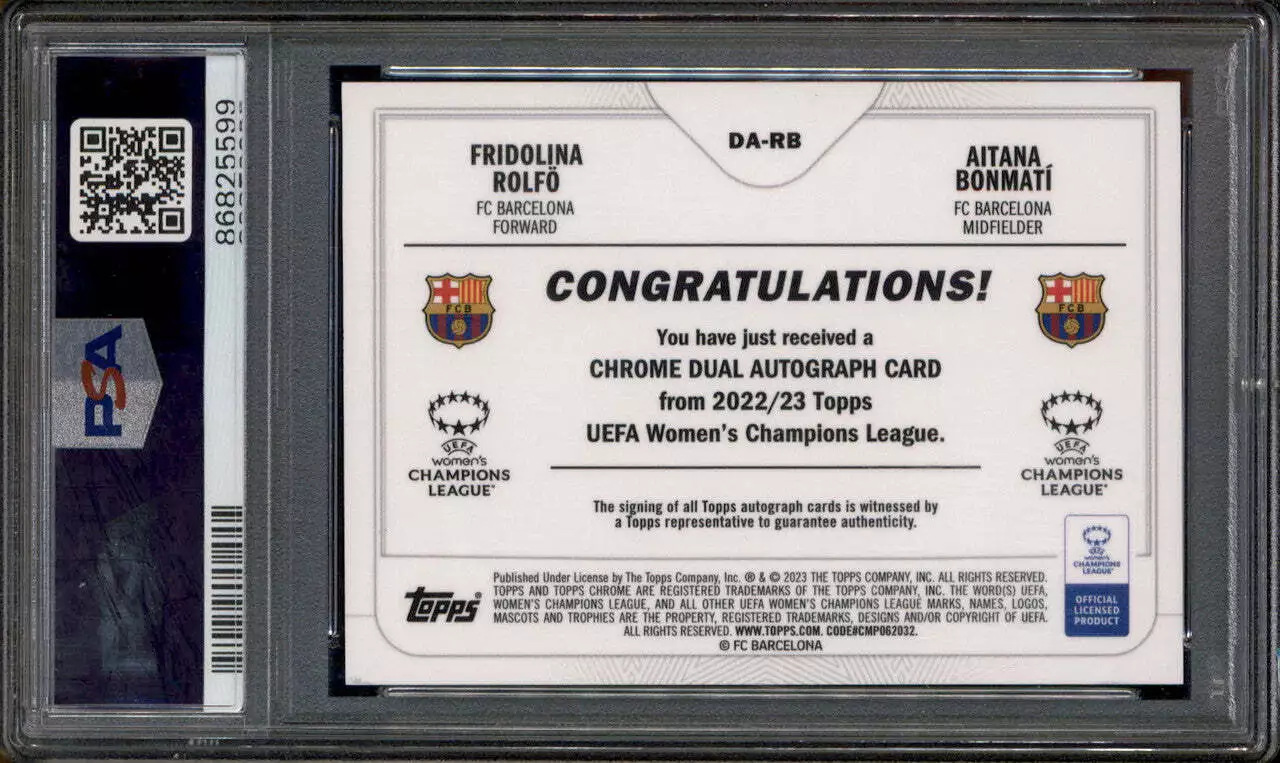 86825599
PSA
DA-RB
FRIDOLINA
ROLFÖ
FC BARCELONA
FORWARD
AITANA
BONMATÍ
FC BARCELONA
MIDFIELDER
CONGRATULATIONS!
You have just received a
CHROME DUAL AUTOGRAPH CARD
from 2022/23 Topps
UEFA Women's Champions League.
FCB
UEFA
women's
CHAMPIONS
LEAGUE
FCB
UEFA
women's
CHAMPIONS
LEAGUE
The signing of all Topps autograph cards is witnessed by
a Topps representative to guarantee authenticity.
women's
CHAMPIONS
LEAGUE
OFFICIAL
LICENSED
PRODUCT
topps®
Published Under License by The Topps Company, Inc. ® & © 2023 THE TOPPS COMPANY, INC. ALL RIGHTS RESERVED.
TOPPS AND TOPPS CHROME ARE REGISTERED TRADEMARKS OF THE TOPPS COMPANY, INC. THE WORD(S) UEFA,
WOMEN'S CHAMPIONS LEAGUE, AND ALL OTHER UEFA WOMEN'S CHAMPIONS LEAGUE MARKS, NAMES, LOGOS,
MASCOTS AND TROPHIES ARE THE PROPERTY, REGISTERED TRADEMARKS, DESIGNS AND/OR COPYRIGHT OF UEFA.
ALL RIGHTS RESERVED. WWW.TOPPS.COM. CODE#CMP062032.
© FC BARCELONA